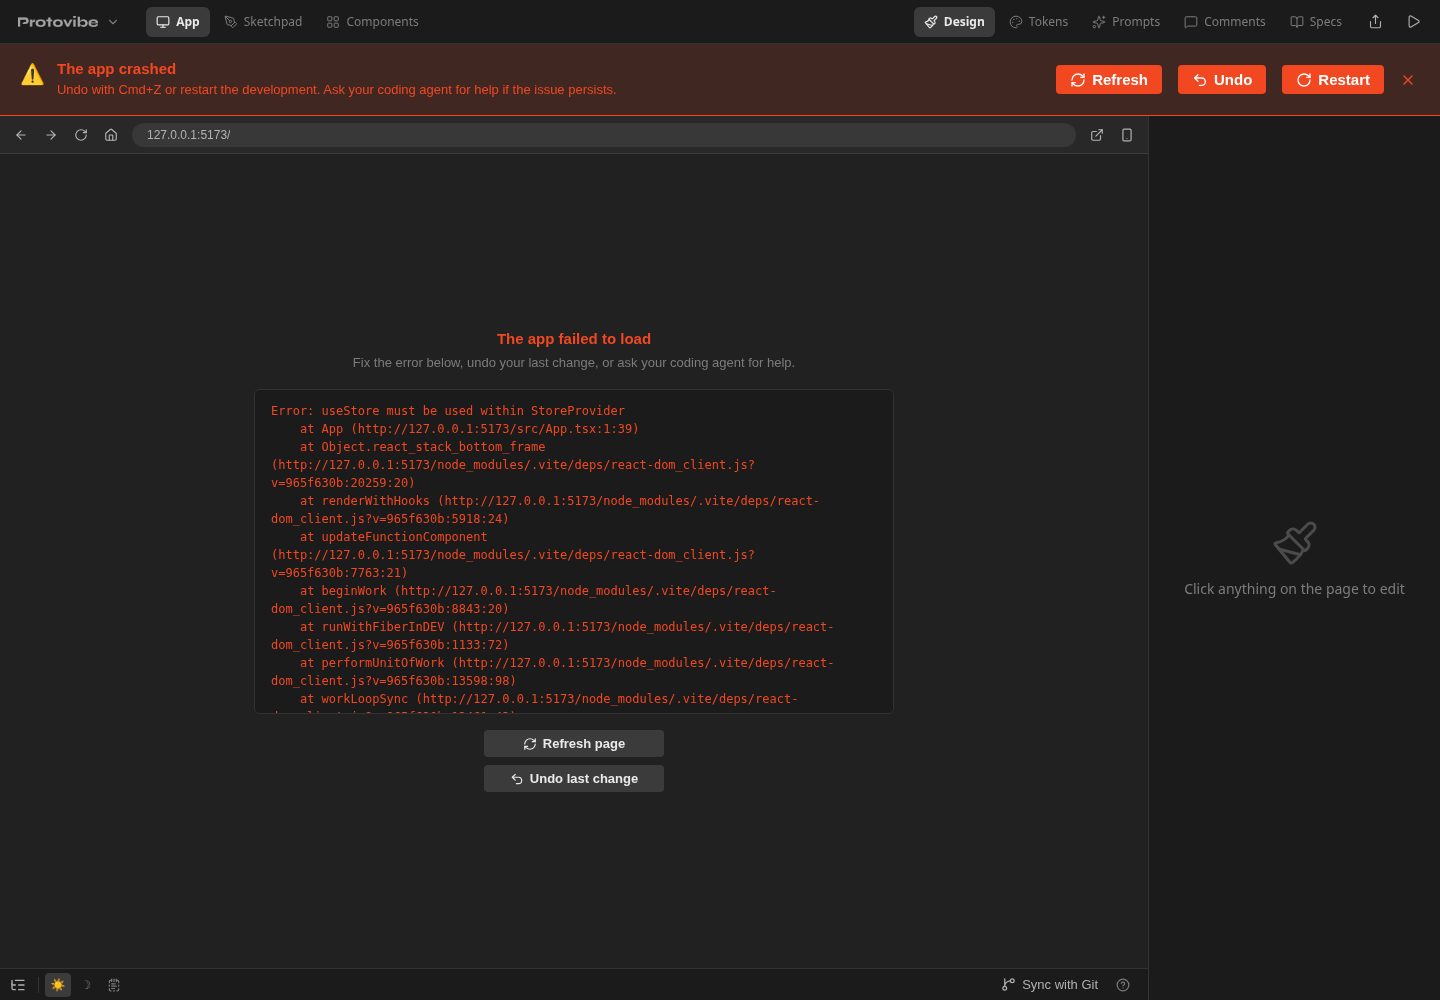 Protovibe
App
Sketchpad
Components
Design
Tokens
Prompts
Comments
Specs
The app crashed
Undo with Cmd+Z or restart the development. Ask your coding agent for help if the issue persists.
Refresh
Undo
Restart
127.0.0.1:5173/
The app failed to load
Fix the error below, undo your last change, or ask your coding agent for help.
Error: useStore must be used within StoreProvider
at App (http://127.0.0.1:5173/src/App.tsx:1:39)
at Object.react_stack_bottom_frame
(http://127.0.0.1:5173/node_modules/.vite/deps/react-dom_client.js?
v=965f630b:20259:20)
at renderWithHooks (http://127.0.0.1:5173/node_modules/.vite/deps/react-
dom_client.js?v=965f630b:5918:24)
at updateFunctionComponent
(http://127.0.0.1:5173/node_modules/.vite/deps/react-dom_client.js?
v=965f630b:7763:21)
at beginWork (http://127.0.0.1:5173/node_modules/.vite/deps/react-
dom_client.js?v=965f630b:8843:20)
at runWithFiberInDEV (http://127.0.0.1:5173/node_modules/.vite/deps/react-
dom_client.js?v=965f630b:1133:72)
at performUnitOfWork (http://127.0.0.1:5173/node_modules/.vite/deps/react-
dom_client.js?v=965f630b:13598:98)
at workLoopSync (http://127.0.0.1:5173/node_modules/.vite/deps/react-
Refresh page
Undo last change
Click anything on the page to edit
Sync with Git